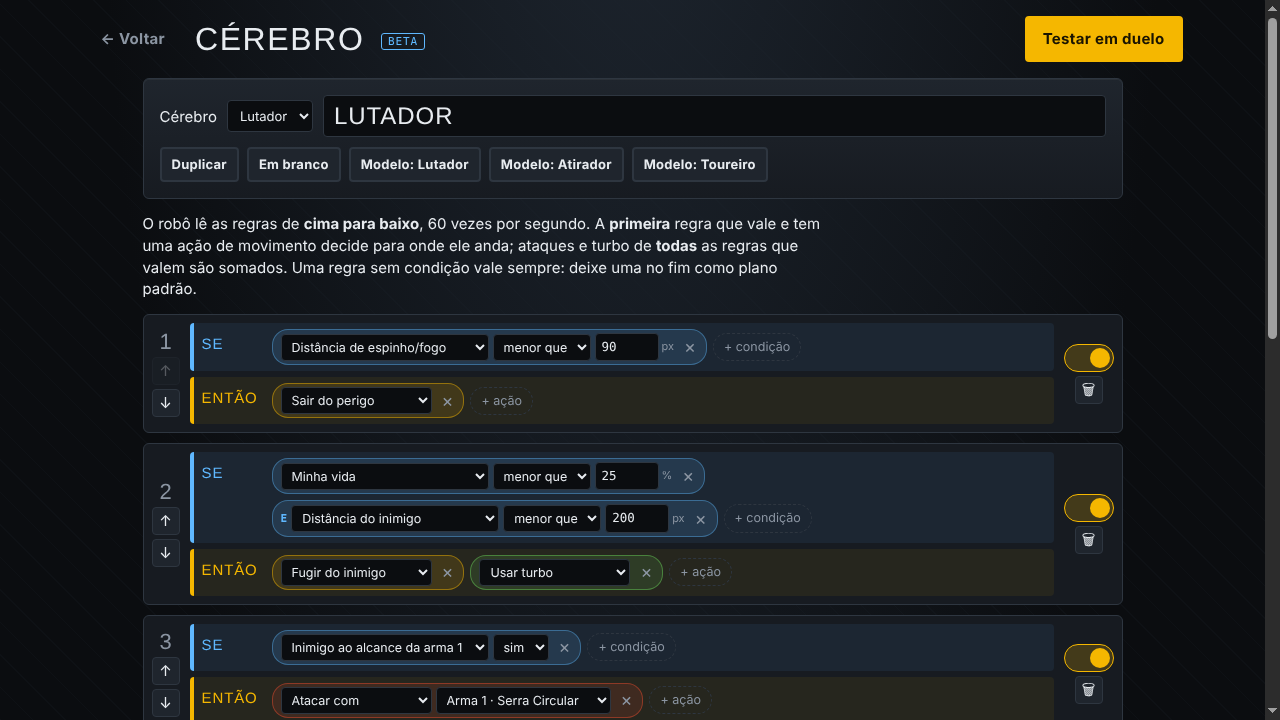 ← Voltar CÉREBRO BETA Testar em duelo
Cérebro Lutador LUTADOR
Duplicar Em branco Modelo: Lutador Modelo: Atirador Modelo: Toureiro
O robô lê as regras de cima para baixo, 60 vezes por segundo. A primeira regra que vale e tem
uma ação de movimento decide para onde ele anda; ataques e turbo de todas as regras que
valem são somados. Uma regra sem condição vale sempre: deixe uma no fim como plano
padrão.
1 SE Distância de espinho/fogo menor que 90 px × + condição
↑
↓ ENTÃO Sair do perigo × + ação
2 SE Minha vida menor que 25 % ×
↑ E Distância do inimigo menor que 200 px × + condição
↓ ENTÃO Fugir do inimigo × Usar turbo × + ação
3 SE Inimigo ao alcance da arma 1 sim × + condição
↑
↓ ENTÃO Atacar com Arma 1 · Serra Circular × + ação